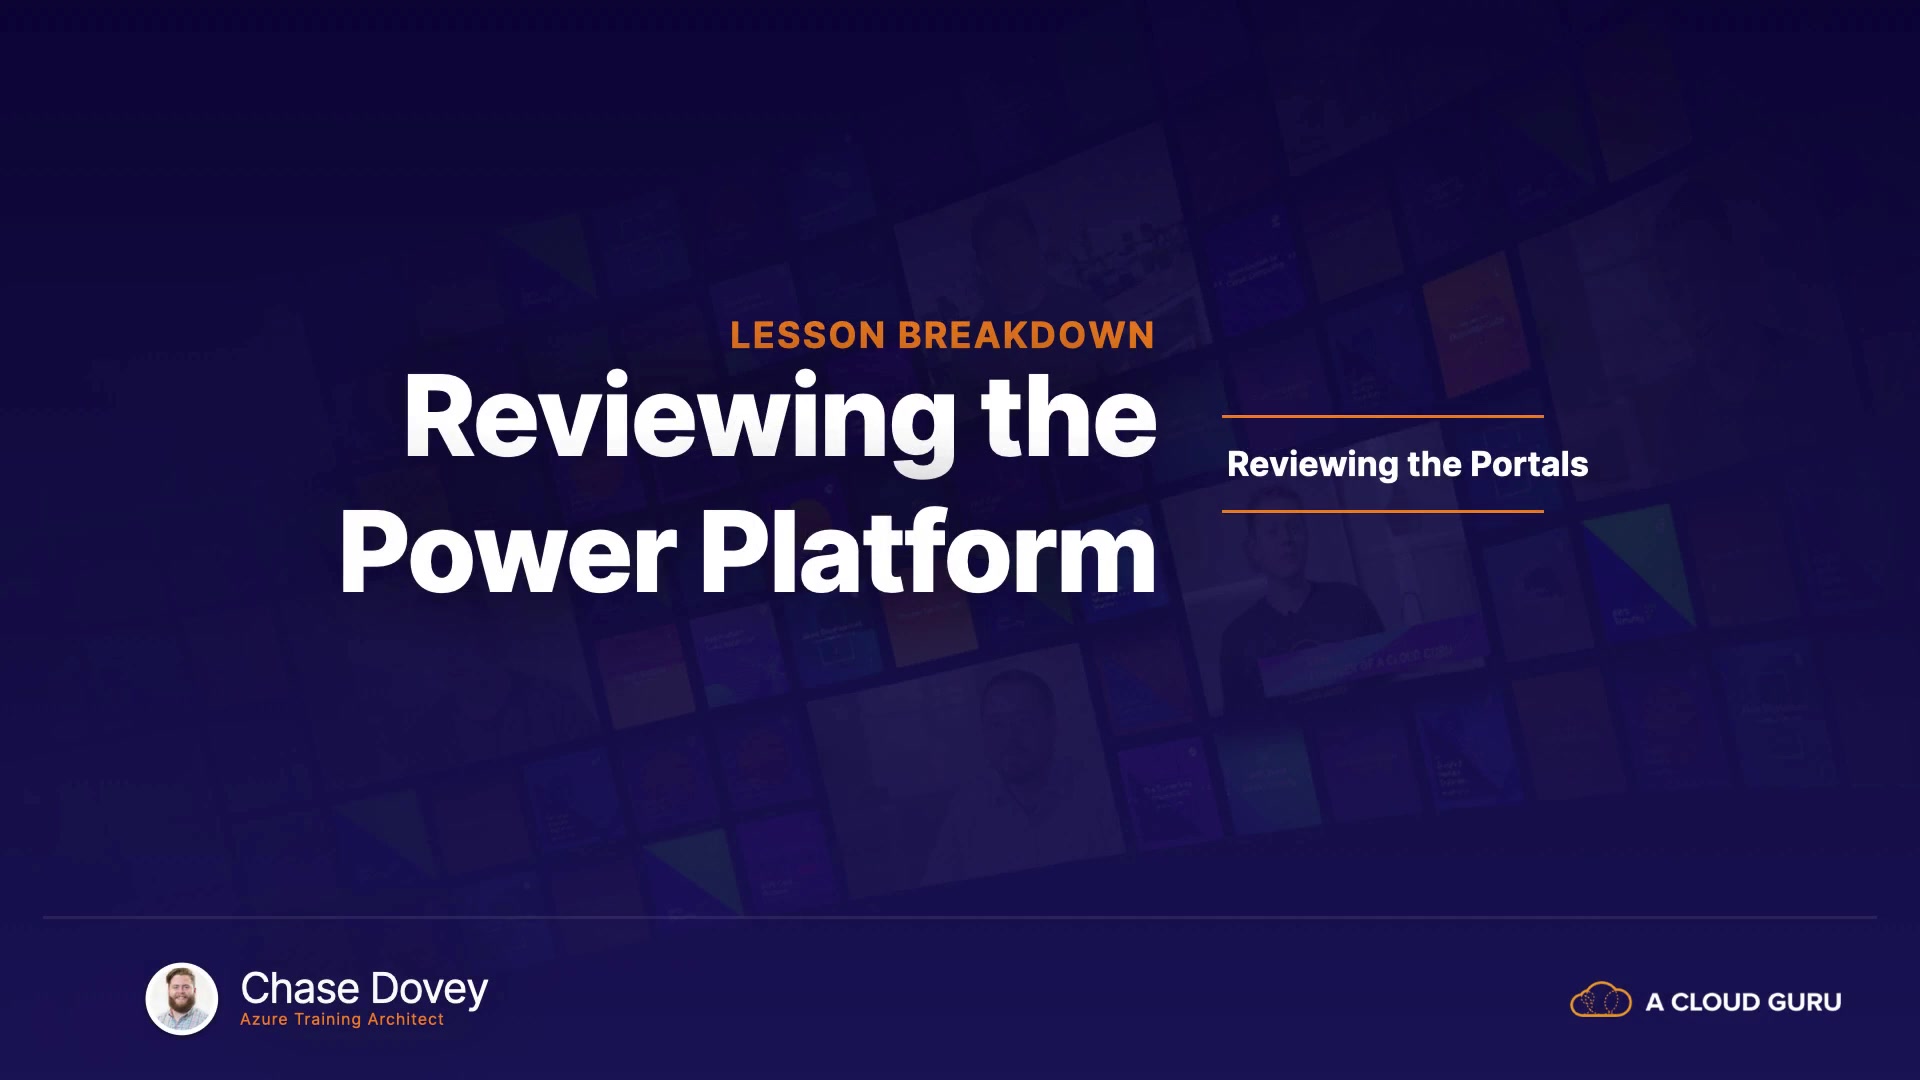 LESSON BREAKDOWN
Reviewing the
Power Platform
Reviewing the Portals
Chase Dovey
Azure Training Architect
A CLOUD GURU